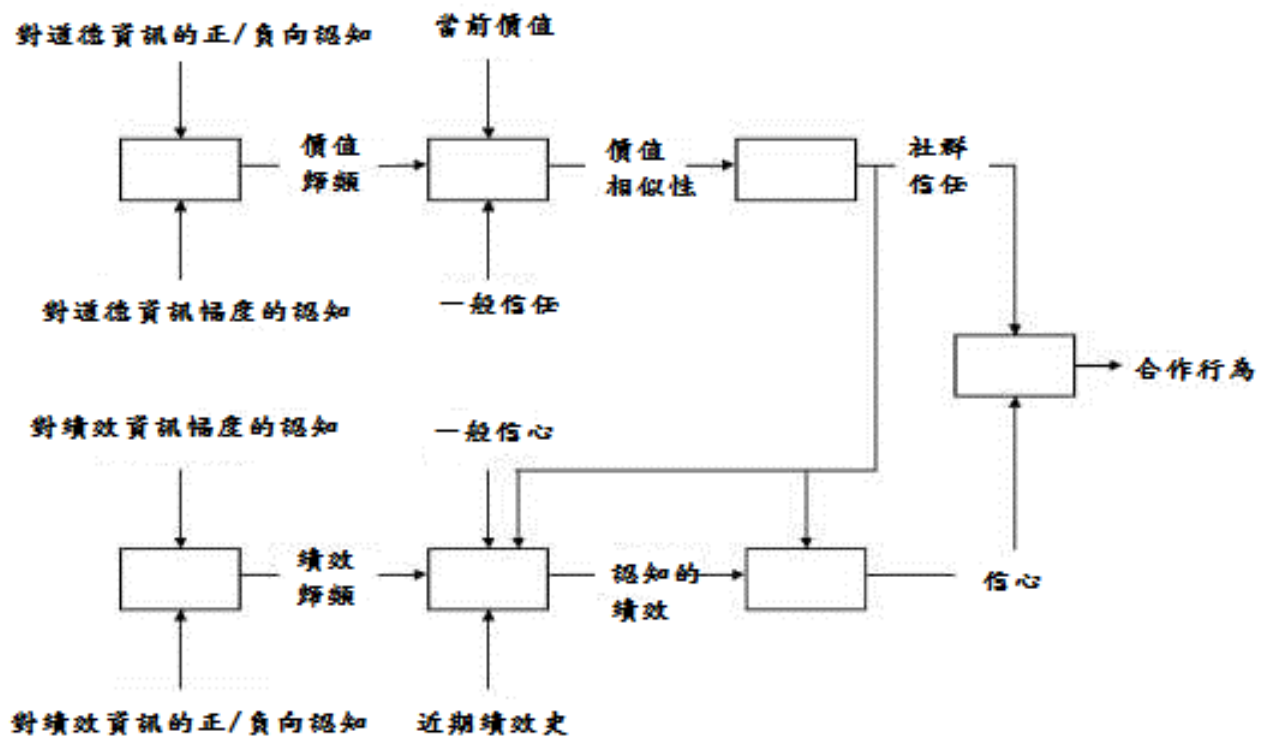 對道德資訊的正/負向認知
當前價值
價值
歸類
價值
相似性
社群
信任
對道德資訊幅度的認知
一般信任
合作行為
對績效資訊幅度的認知
一般信心
績效
歸類
認知的
績效
信心
對績效資訊的正/負向認知
近期績效史